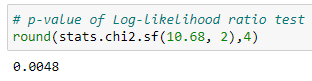 # p-value of Log-likelihood ratio test
round(stats.chi2.sf(10.68, 2),4)
0.0048